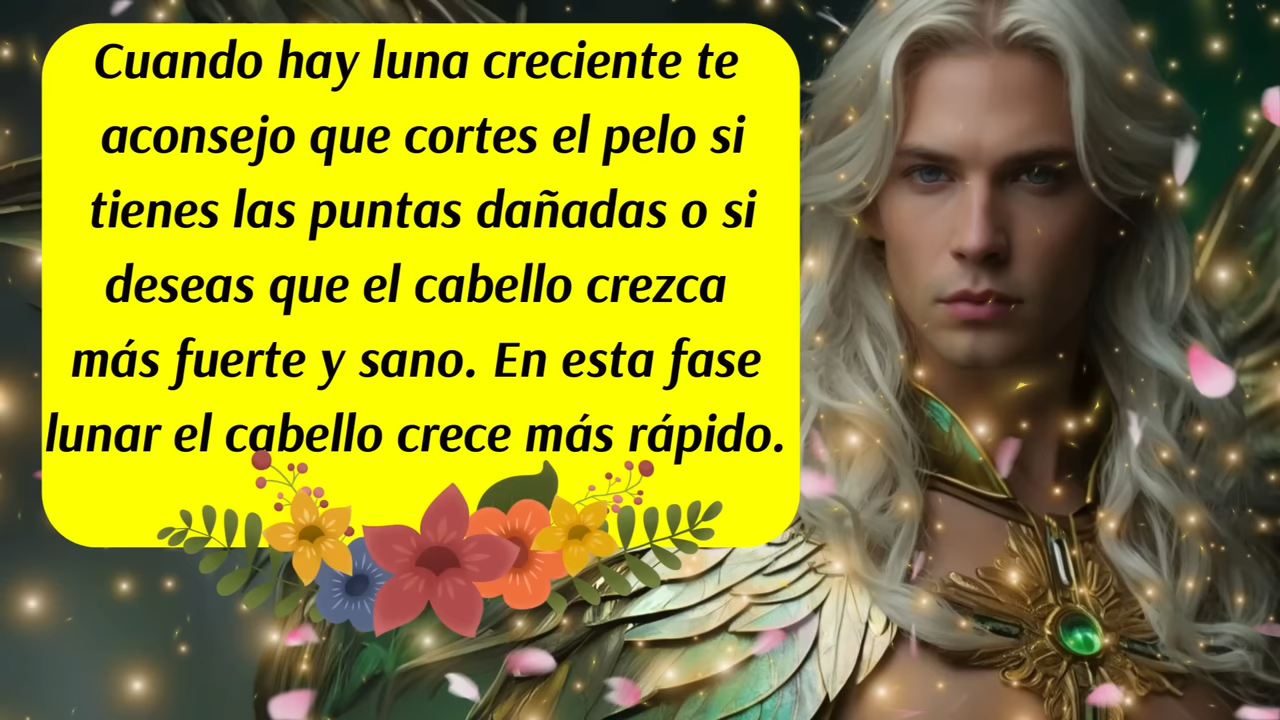 Cuando hay luna creciente te
aconsejo que cortes el pelo si
tienes las puntas dañadas o si
deseas que el cabello crezca
más fuerte y sano. En esta fase
lunar el cabello crece más rápido.